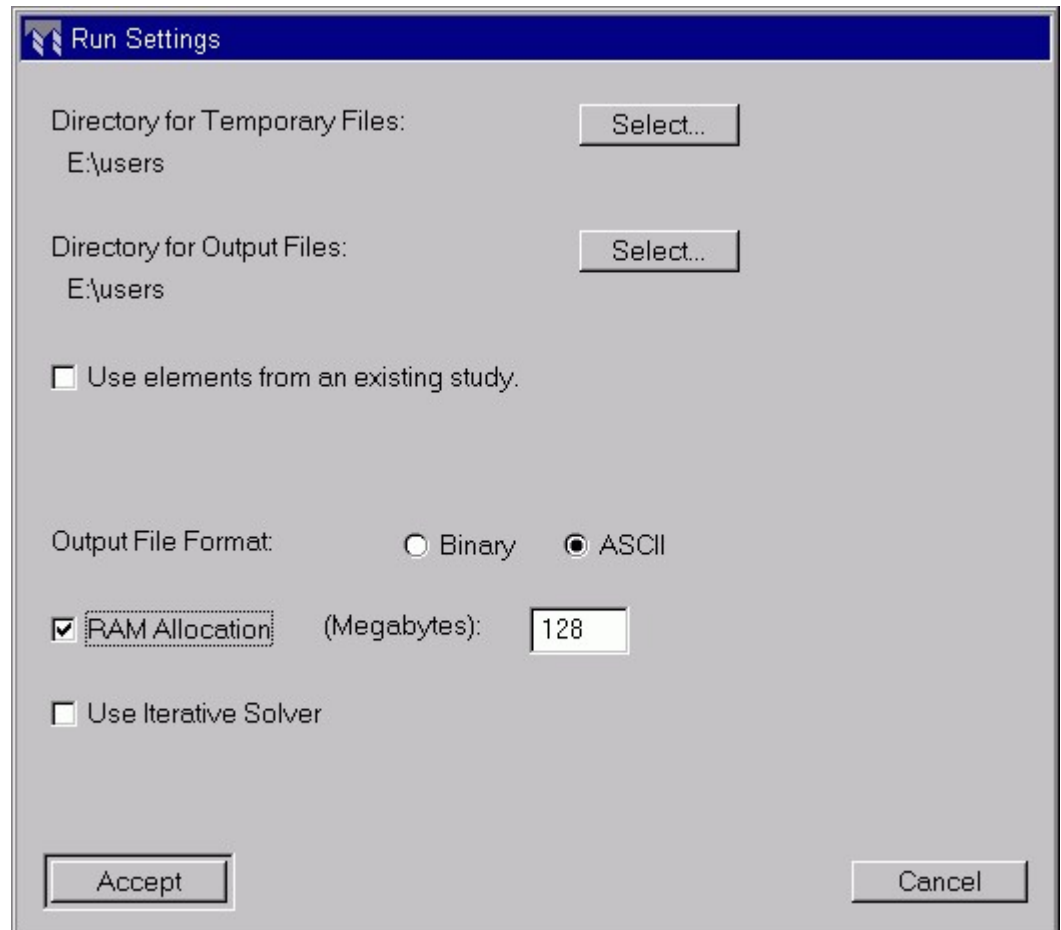 Run Settings
Directory for Temporary Files: Select...
E:\users
Directory for Output Files: Select...
E:\users
Use elements from an existing study.
Output File Format: Binary ASCII
RAM Allocation (Megabytes): 128
Use Iterative Solver
Accept Cancel